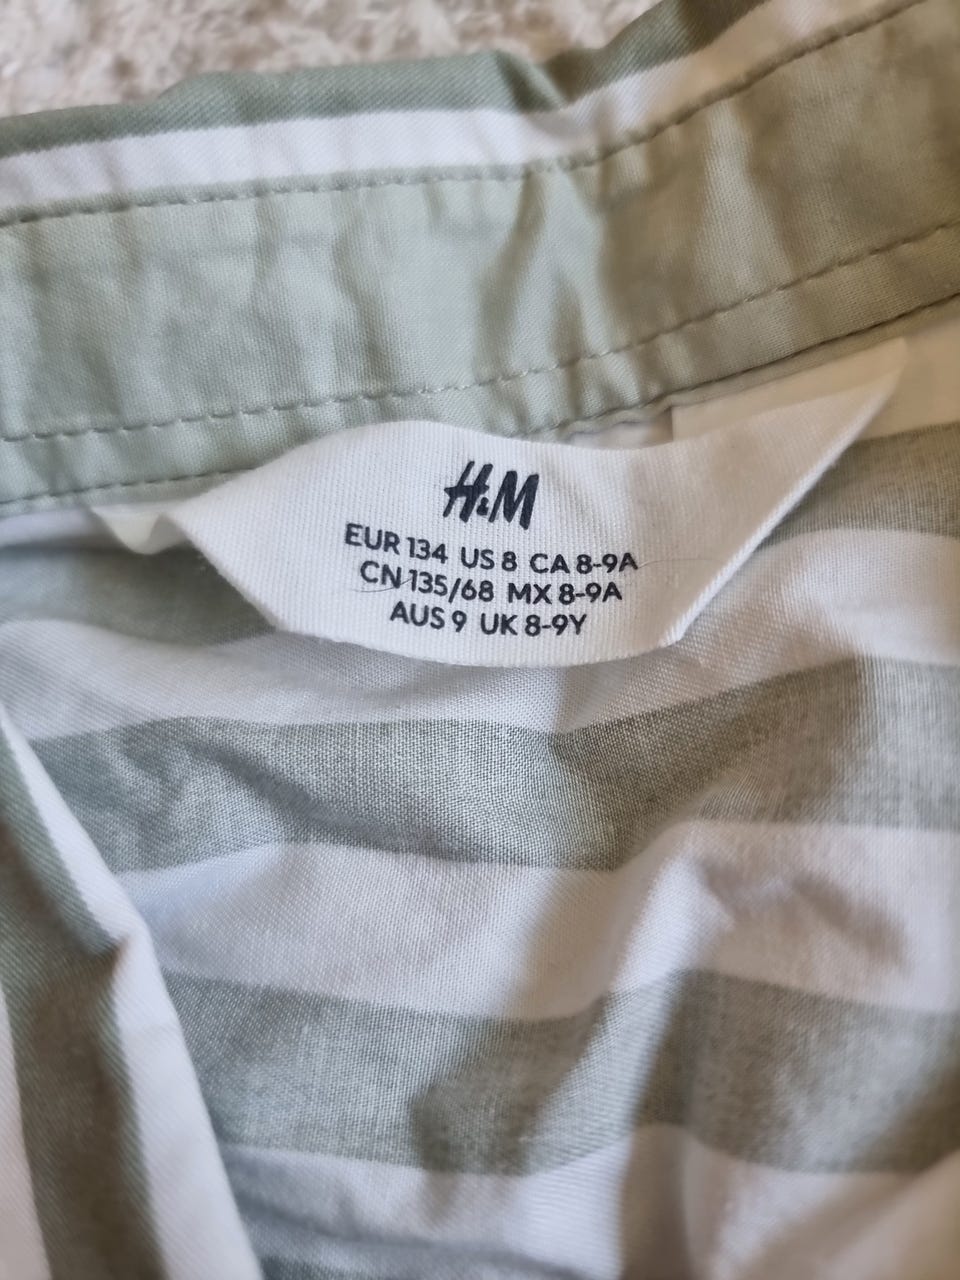 H&M
EUR 134 US 8 CA 8-9A
CN 135/68 MX 8-9A
AUS 9 UK 8-9Y